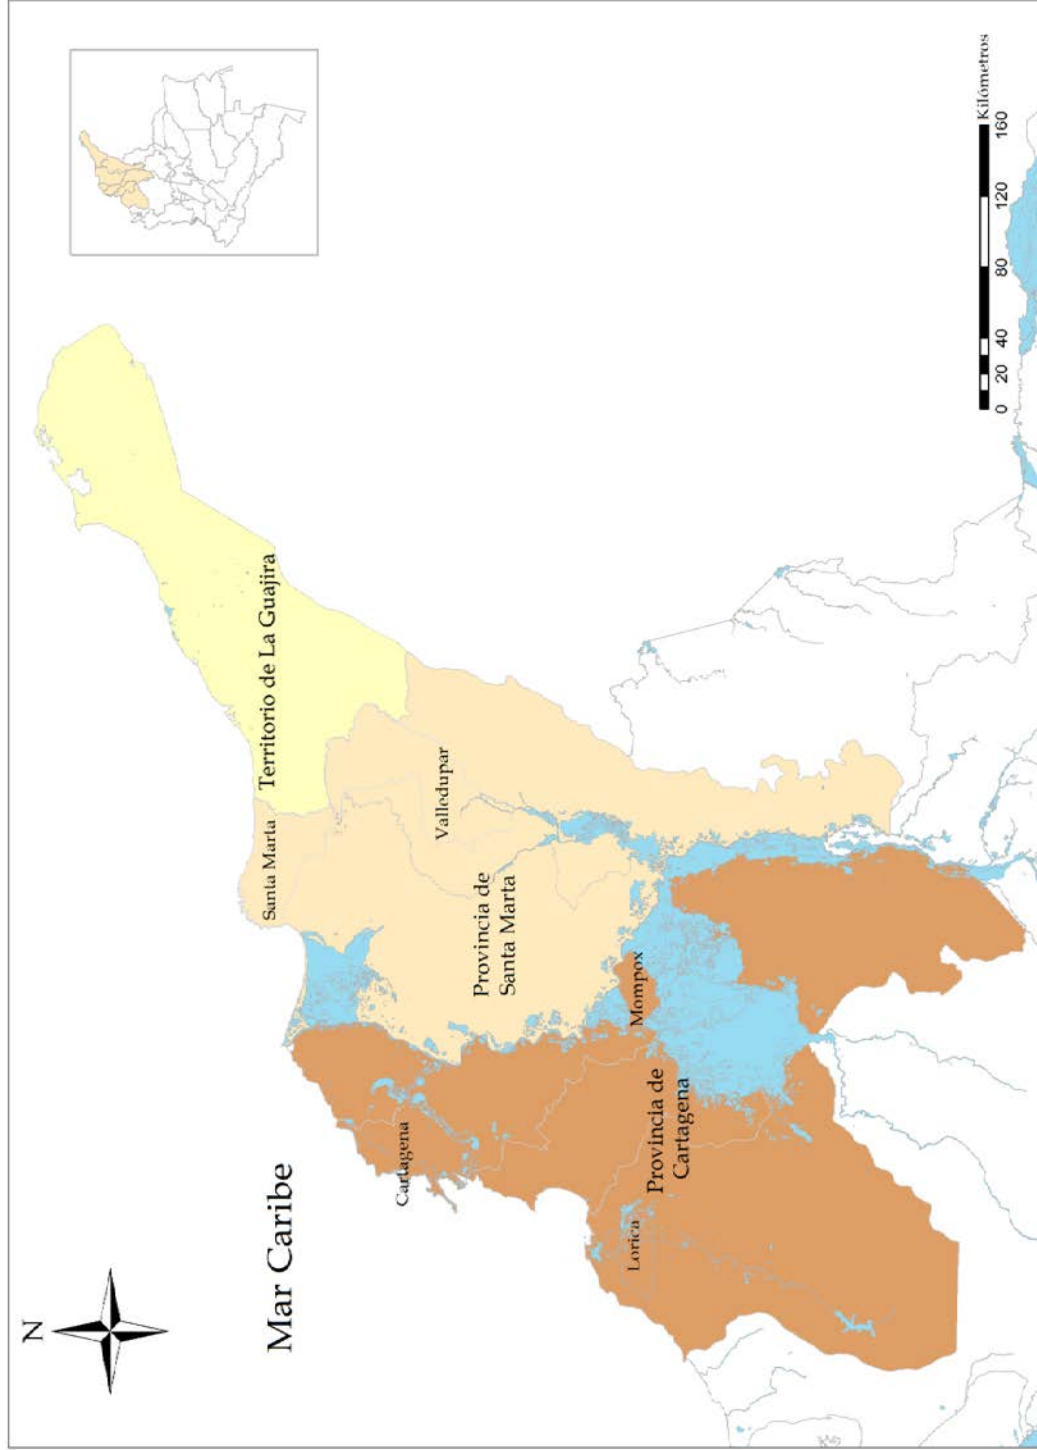 N
Mar Caribe
Santa Marta
Territorio de La Guajira
Cartagena
Valledupar
Provincia de
Santa Marta
Lorica
Mompox
Provincia de
Cartagena
Kilómetros
0 20 40 80 120 160